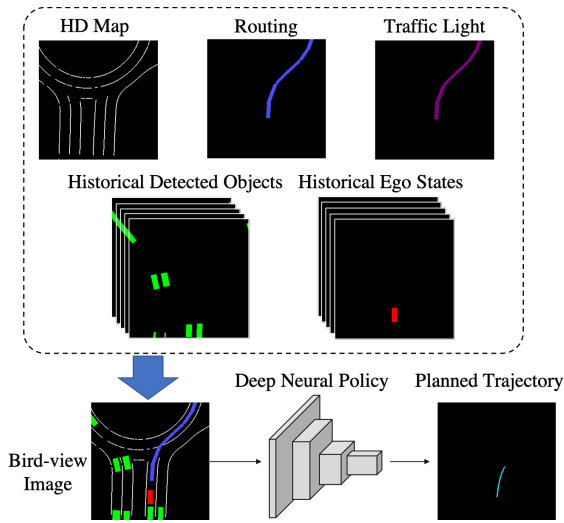 HD Map
Routing
Traffic Light
Historical Detected Objects
Historical Ego States
Deep Neural Policy
Planned Trajectory
Bird-view
Image